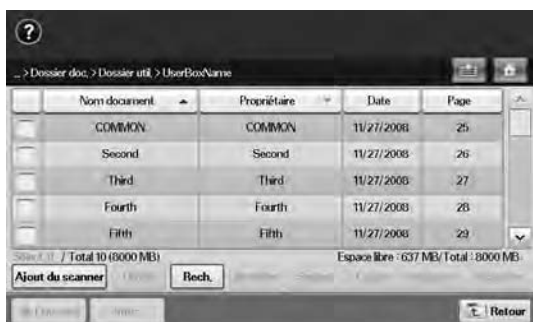 ?
... > Dossier doc. > Dossier util. > UserBoxName
Nom document Propriétaire Date Page
COMMON COMMON 11/27/2008 25
Second Second 11/27/2008 26
Third Third 11/27/2008 27
Fourth Fourth 11/27/2008 28
Fifth Fifth 11/27/2008 29
/ Total 10 (8000 MB) Espace libre : 637 MB/ Total : 8000 MB
Ajout du scanner Rech.
Retour